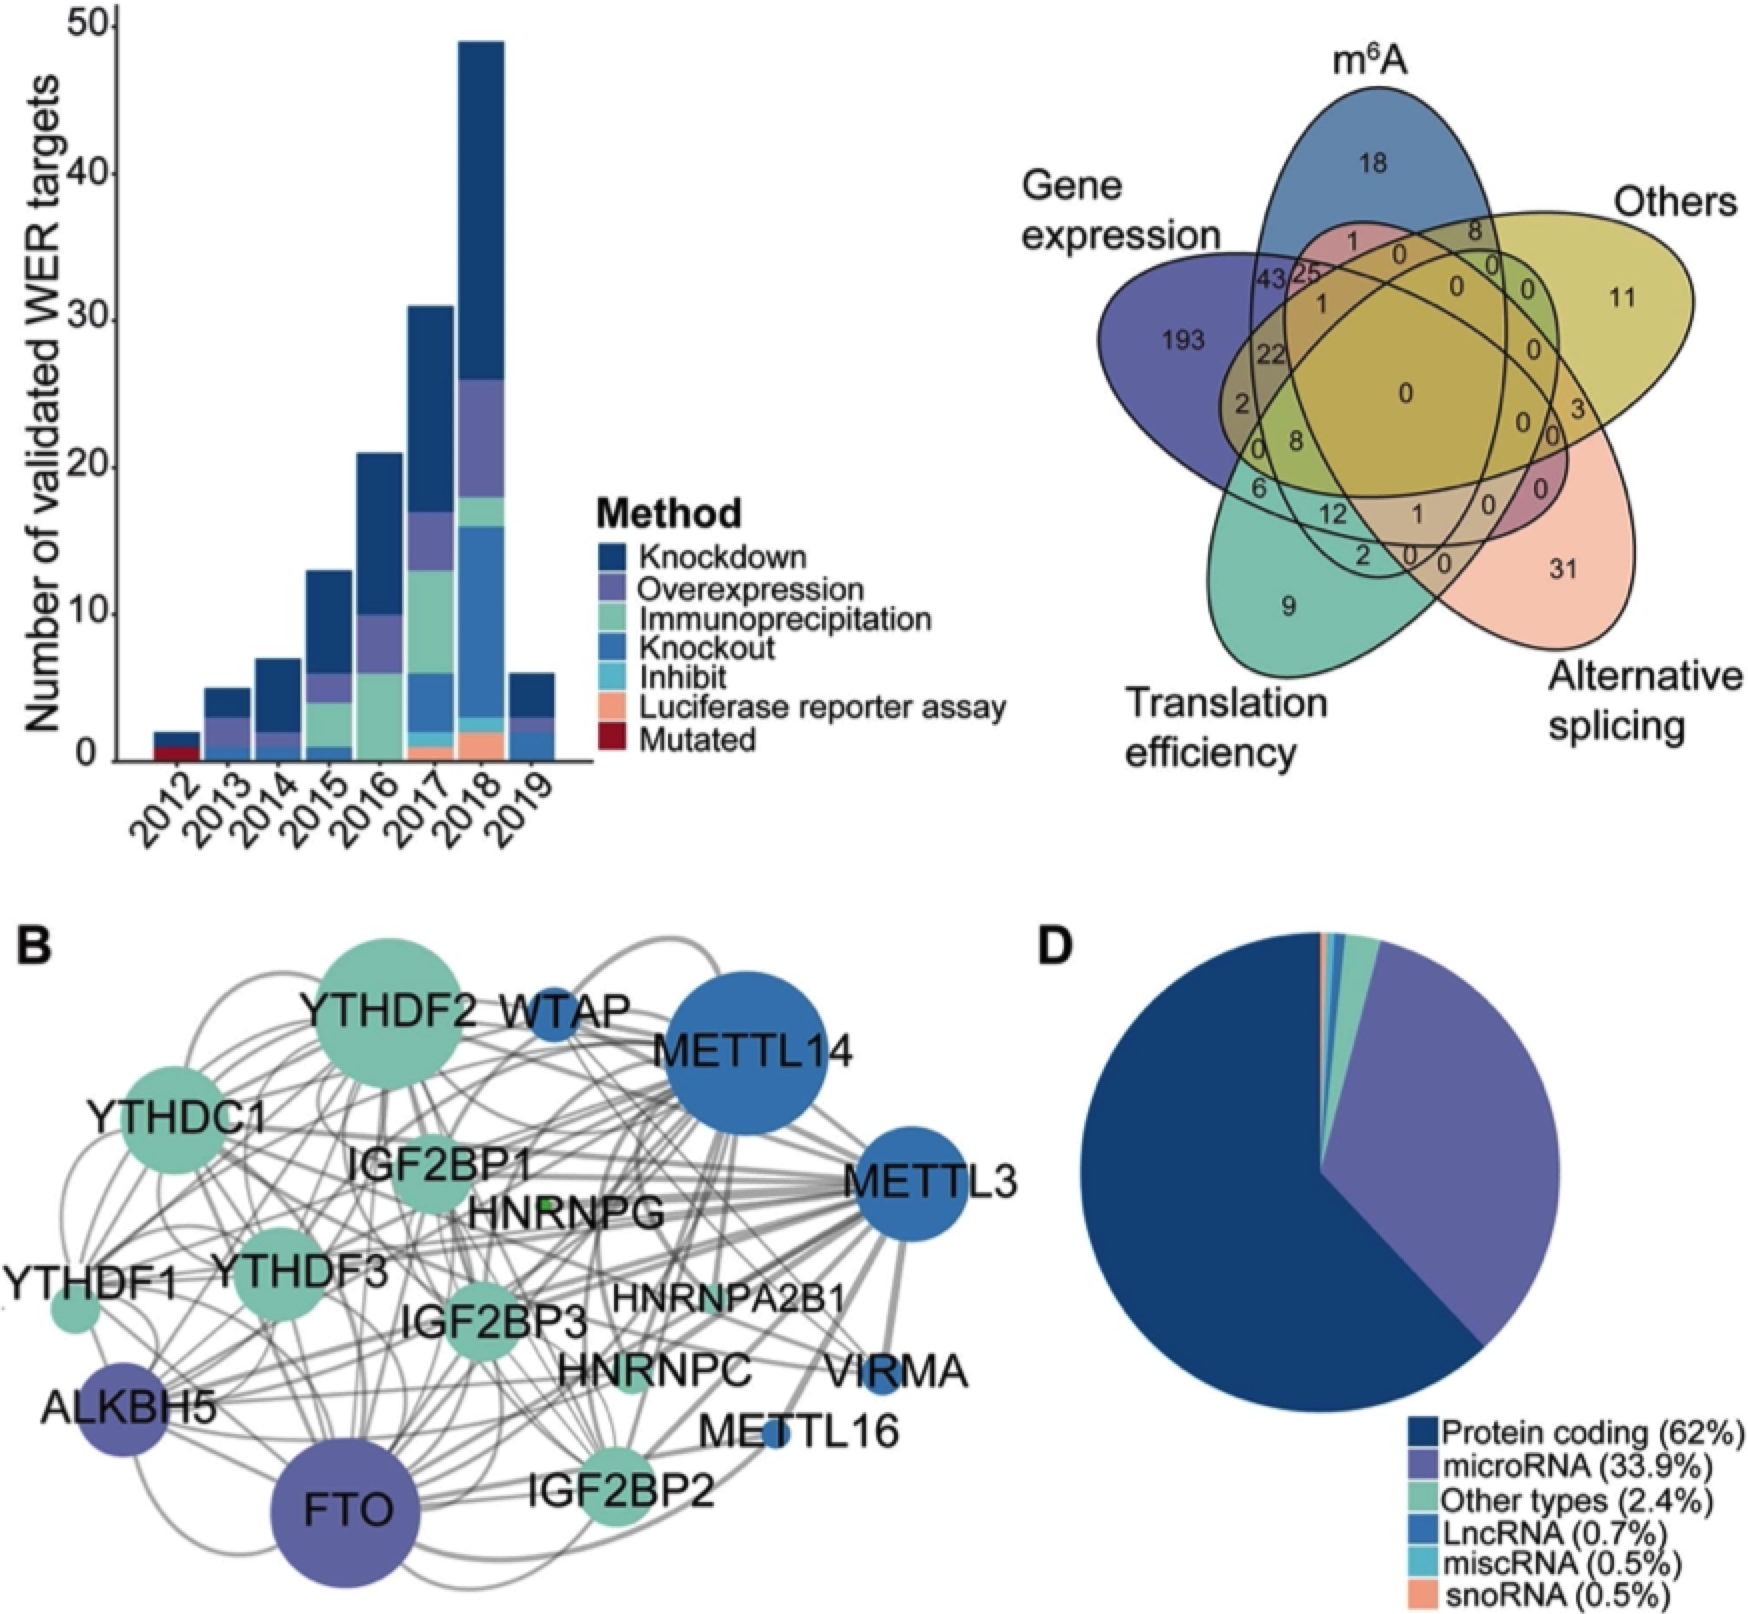 50
40
30
20
10
0
Number of validated WER targets
2012
2013
2014
2015
2016
2017
2018
2019
Method
Knockdown
Overexpression
Immunoprecipitation
Knockout
Inhibit
Luciferase reporter assay
Mutated
m⁶A
Gene
expression
Others
Translation
efficiency
Alternative
splicing
18
1
0
8
0
0
0
11
43
25
1
193
22
0
2
0
3
0
0
0
8
6
12
1
0
0
2
0
0
31
9
B
YTHDF2
WTAP
METTL14
YTHDC1
IGF2BP1
METTL3
HNRNPG
YTHDF1
YTHDF3
HNRNPA2B1
IGF2BP3
HNRNPC
VIRMA
ALKBH5
METTL16
IGF2BP2
FTO
D
Protein coding (62%)
microRNA (33.9%)
Other types (2.4%)
LncRNA (0.7%)
miscRNA (0.5%)
snoRNA (0.5%)